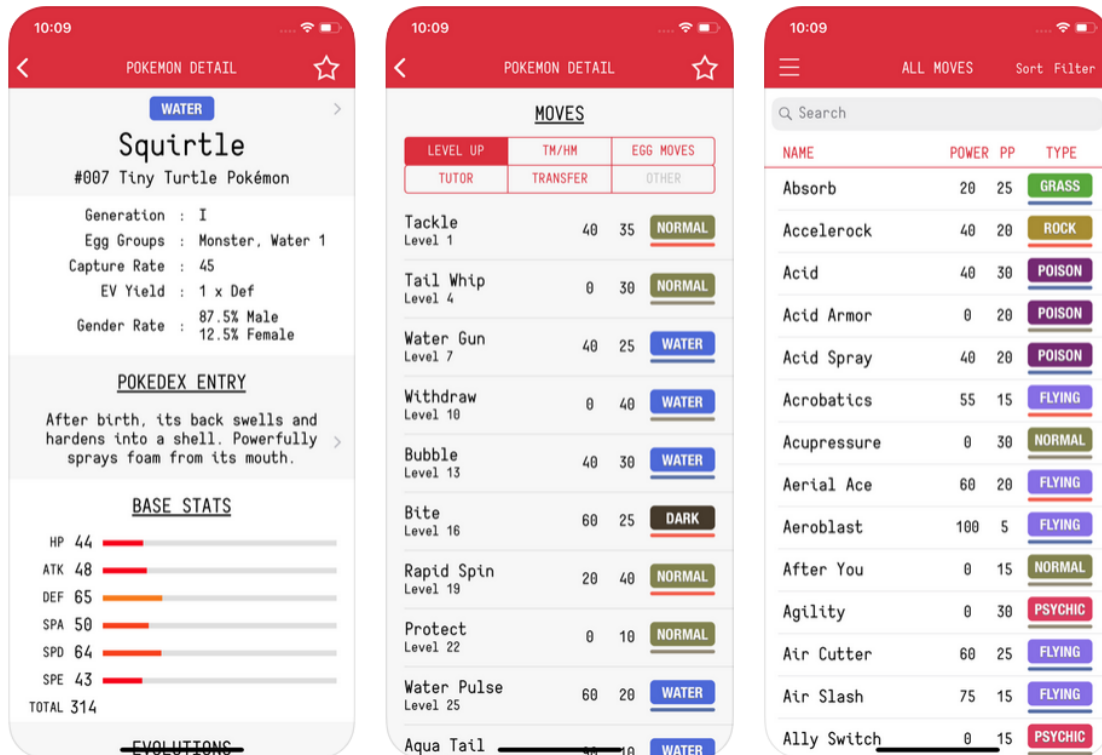 10:09
POKEMON DETAIL
WATER
Squirtle
#007 Tiny Turtle Pokémon
Generation : I
Egg Groups : Monster, Water 1
Capture Rate : 45
EV Yield : 1 x Def
Gender Rate : 87.5% Male
12.5% Female
POKEDEX ENTRY
After birth, its back swells and
hardens into a shell. Powerfully
sprays foam from its mouth.
BASE STATS
HP 44
ATK 48
DEF 65
SPA 50
SPD 64
SPE 43
TOTAL 314
EVOLUTIONS
10:09
POKEMON DETAIL
MOVES
LEVEL UP TM/HM EGG MOVES
TUTOR TRANSFER OTHER
Tackle 40 35 NORMAL
Level 1
Tail Whip 0 30 NORMAL
Level 4
Water Gun 40 25 WATER
Level 7
Withdraw 0 40 WATER
Level 10
Bubble 40 30 WATER
Level 13
Bite 60 25 DARK
Level 16
Rapid Spin 20 40 NORMAL
Level 19
Protect 0 10 NORMAL
Level 22
Water Pulse 60 20 WATER
Level 25
Aqua Tail 90 10 WATER
10:09
ALL MOVES Sort Filter
Search
NAME POWER PP TYPE
Absorb 20 25 GRASS
Accelerock 40 20 ROCK
Acid 40 30 POISON
Acid Armor 0 20 POISON
Acid Spray 40 20 POISON
Acrobatics 55 15 FLYING
Acupressure 0 30 NORMAL
Aerial Ace 60 20 FLYING
Aeroblast 100 5 FLYING
After You 0 15 NORMAL
Agility 0 30 PSYCHIC
Air Cutter 60 25 FLYING
Air Slash 75 15 FLYING
Ally Switch 0 15 PSYCHIC